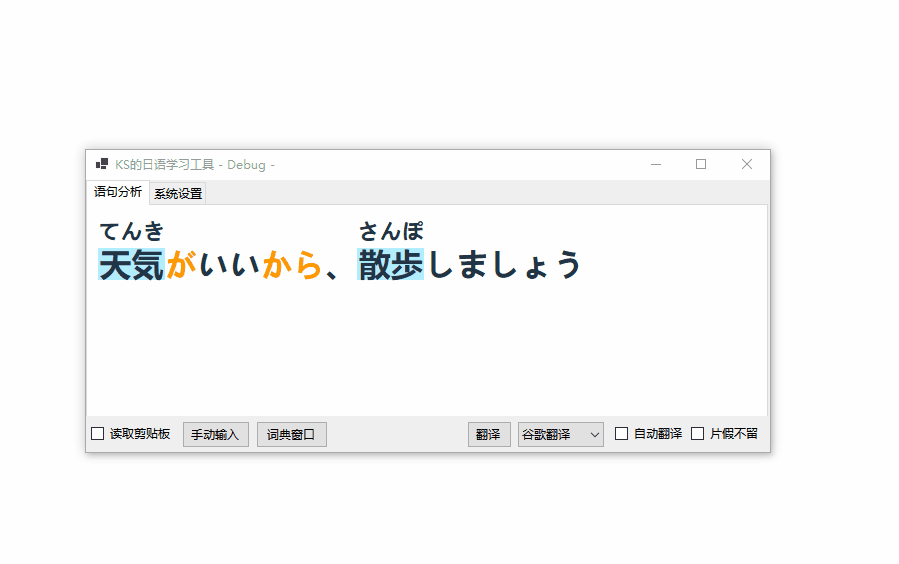 KS的日语学习工具 - Debug -
语句分析 系统设置
てんき さんぽ
天気がいいから、散歩しましょう
读取剪贴板 手动输入 词典窗口 翻译 谷歌翻译 自动翻译 片假不留